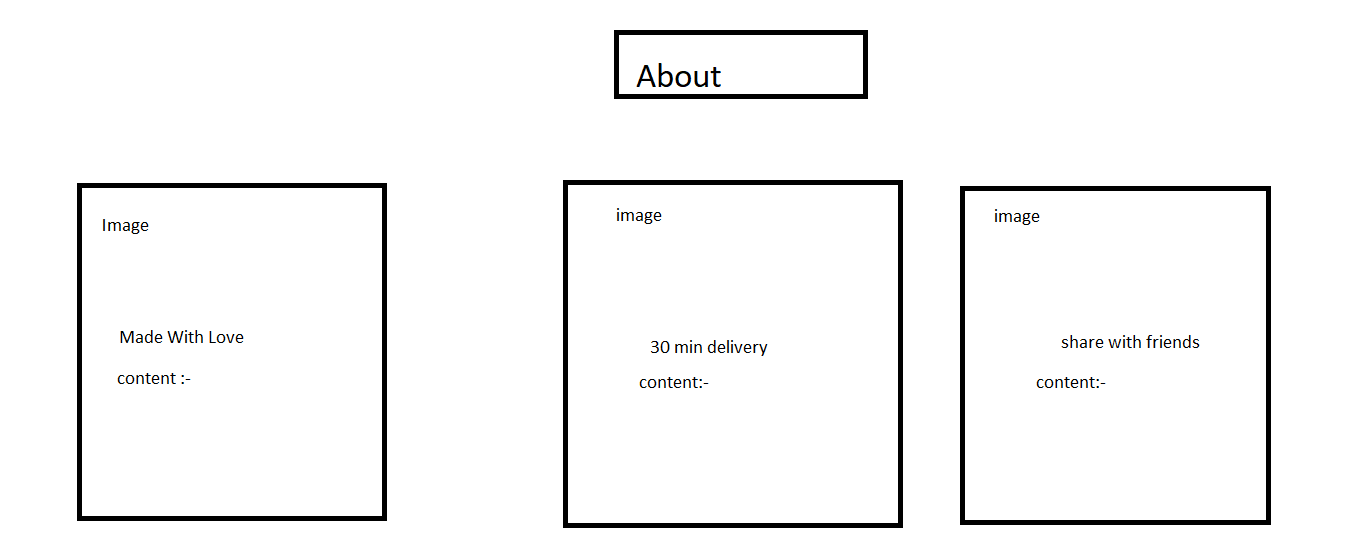 About
Image
Made With Love
content :-
image
30 min delivery
content:-
image
share with friends
content:-